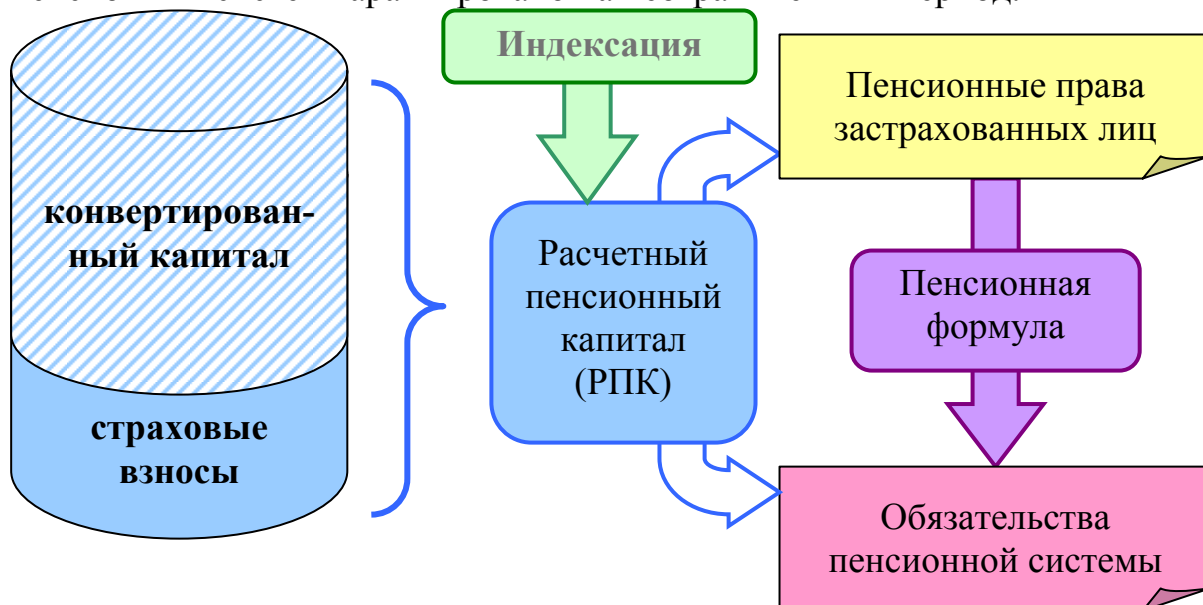 Индексация
конвертирован-
ный капитал
страховые
взносы
Расчетный
пенсионный
капитал
(РПК)
Пенсионные права
застрахованных лиц
Пенсионная
формула
Обязательства
пенсионной системы